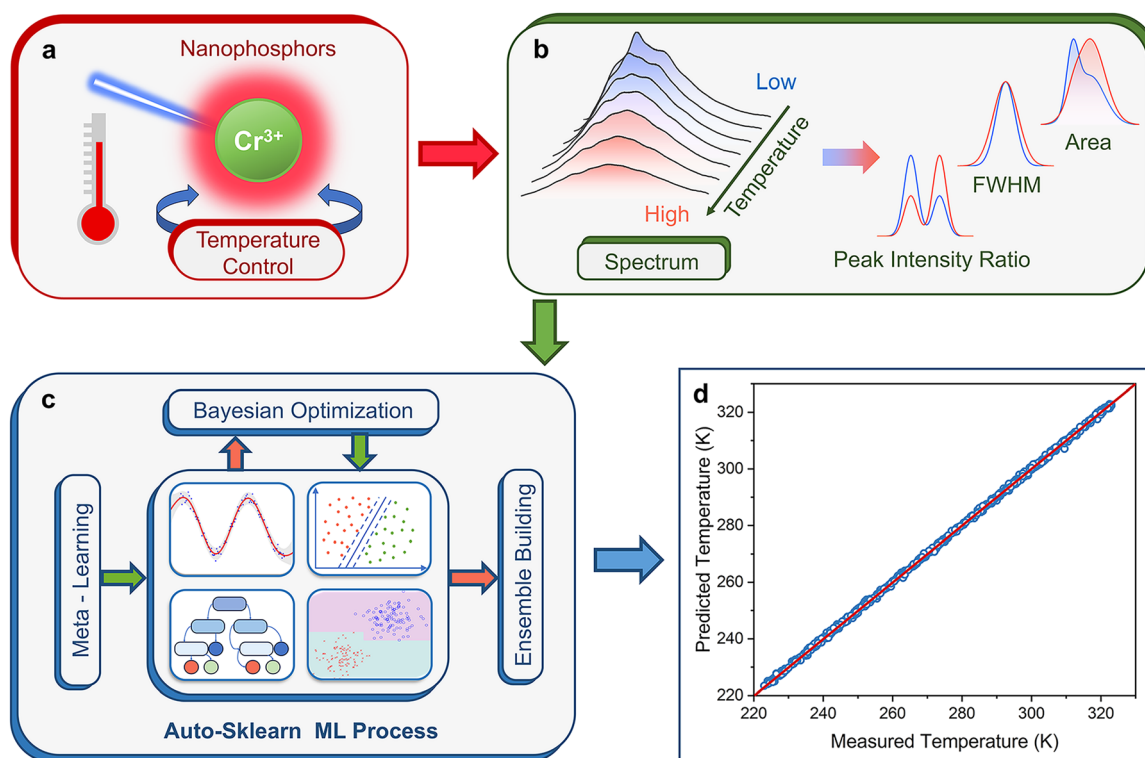 a
Nanophosphors
Cr³⁺
Temperature
Control
b
Low
Temperature
High
Spectrum
Area
FWHM
Peak Intensity Ratio
c
Bayesian Optimization
Meta - Learning
Ensemble Building
Auto-Sklearn ML Process
d
Predicted Temperature (K)
320
300
280
260
240
220
220 240 260 280 300 320
Measured Temperature (K)